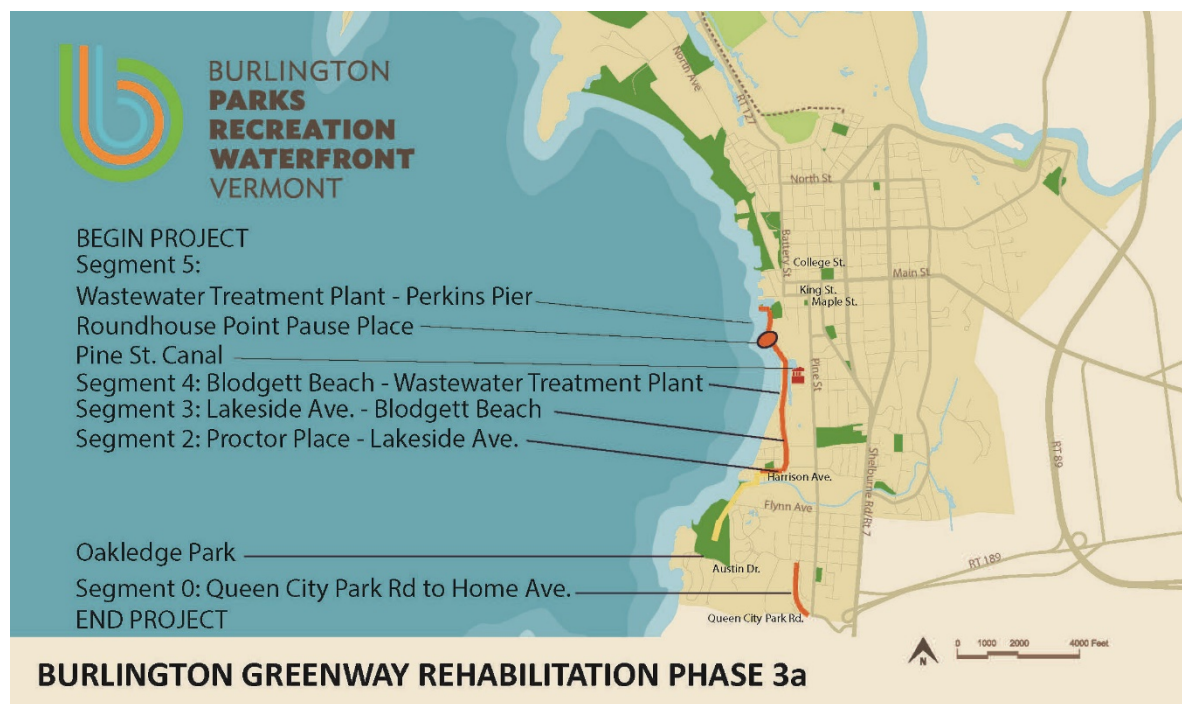 BURLINGTON
PARKS
RECREATION
WATERFRONT
VERMONT
BEGIN PROJECT
Segment 5:
Wastewater Treatment Plant - Perkins Pier
Roundhouse Point Pause Place
Pine St. Canal
Segment 4: Blodgett Beach - Wastewater Treatment Plant
Segment 3: Lakeside Ave. - Blodgett Beach
Segment 2: Proctor Place - Lakeside Ave.
Oakledge Park
Segment 0: Queen City Park Rd to Home Ave.
END PROJECT
North Ave
RT 127
North St
Battery St
College St.
Main St
King St.
Maple St.
Pine St
Harrison Ave.
Shelburne Rd/Rt 7
Flynn Ave
RT 89
RT 189
Austin Dr.
Queen City Park Rd.
N
0 1000 2000 4000 Feet
BURLINGTON GREENWAY REHABILITATION PHASE 3a